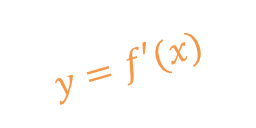 y = f'(x)